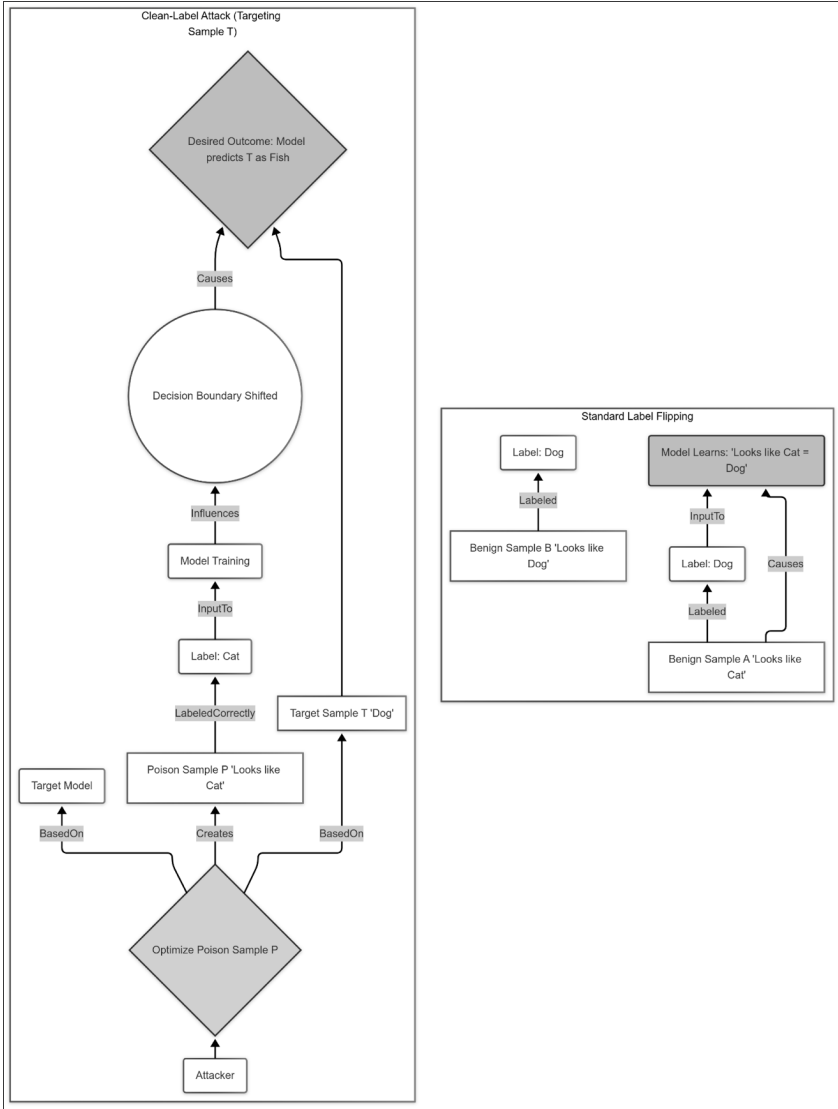 Clean-Label Attack (Targeting
Sample T)
Desired Outcome: Model
predicts T as Fish
Causes
Decision Boundary Shifted
Influences
Model Training
InputTo
Label: Cat
LabeledCorrectly
Target Sample T 'Dog'
Poison Sample P 'Looks like
Cat'
Target Model
BasedOn
Creates
BasedOn
Optimize Poison Sample P
Attacker
Standard Label Flipping
Label: Dog
Labeled
Benign Sample B 'Looks like
Dog'
Model Learns: 'Looks like Cat =
Dog'
InputTo
Label: Dog
Causes
Labeled
Benign Sample A 'Looks like
Cat'